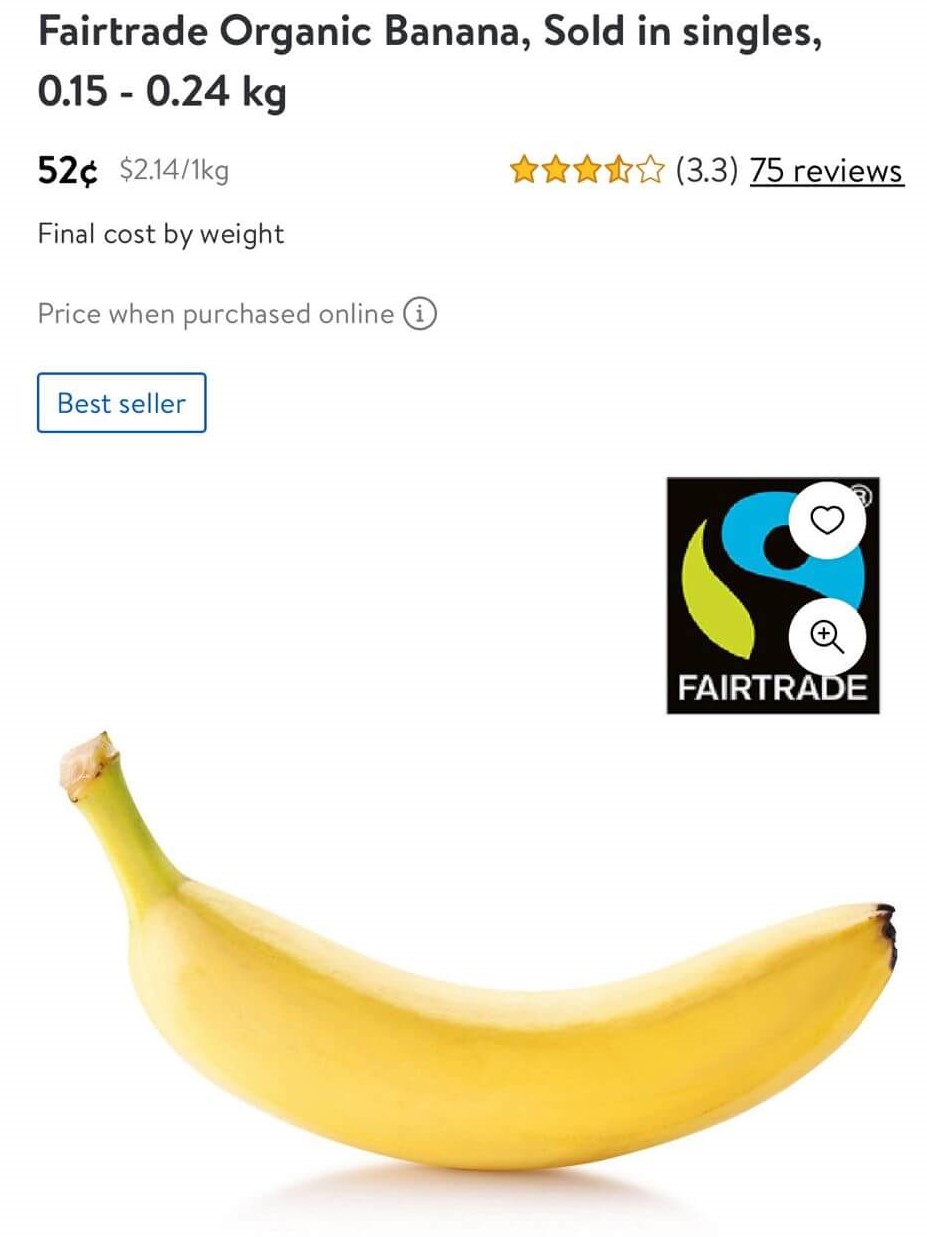 Fairtrade Organic Banana, Sold in singles,
0.15 - 0.24 kg
52¢ $2.14/1kg (3.3) 75 reviews
Final cost by weight
Price when purchased online
Best seller
®
FAIRTRADE